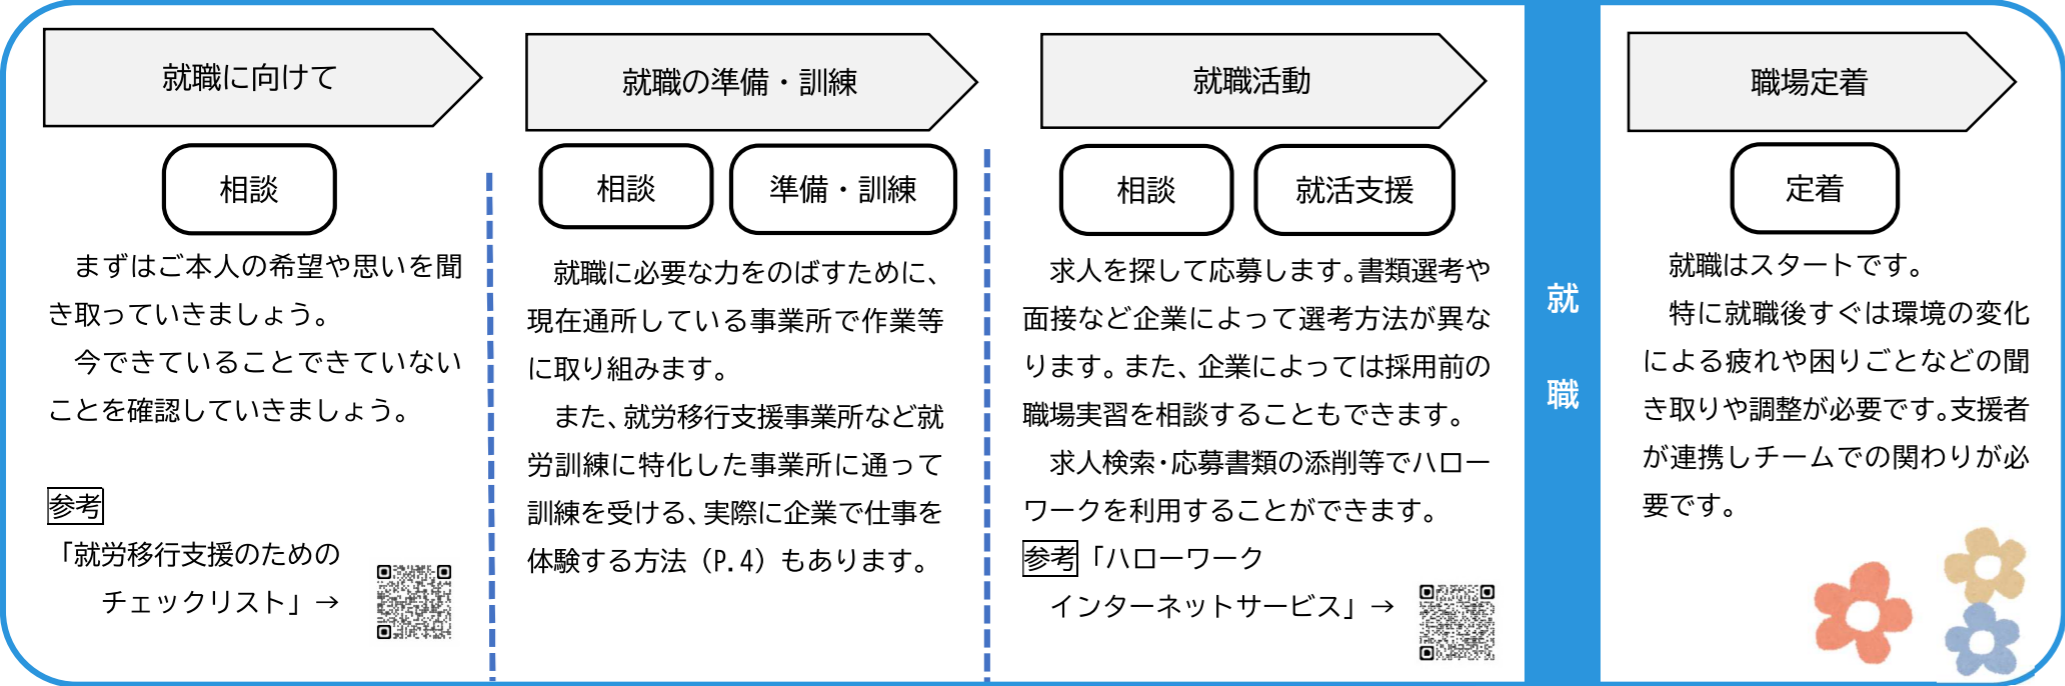 就職に向けて
相談
まずはご本人の希望や思いを聞
き取っていきましょう。
今できていることできていない
ことを確認していきましょう。
参考
「就労移行支援のための
チェックリスト」→
就職の準備・訓練
相談
準備・訓練
就職に必要な力をのばすために、
現在通所している事業所で作業等
に取り組みます。
また、就労移行支援事業所など就
労訓練に特化した事業所に通って
訓練を受ける、実際に企業で仕事を
体験する方法（P.4）もあります。
就職活動
相談
就活支援
求人を探して応募します。書類選考や
面接など企業によって選考方法が異な
ります。また、企業によっては採用前の
職場実習を相談することもできます。
求人検索・応募書類の添削等でハロー
ワークを利用することができます。
参考「ハローワーク
インターネットサービス」→
就
職
職場定着
定着
就職はスタートです。
特に就職後すぐは環境の変化
による疲れや困りごとなどの聞
き取りや調整が必要です。支援者
が連携しチームでの関わりが必
要です。